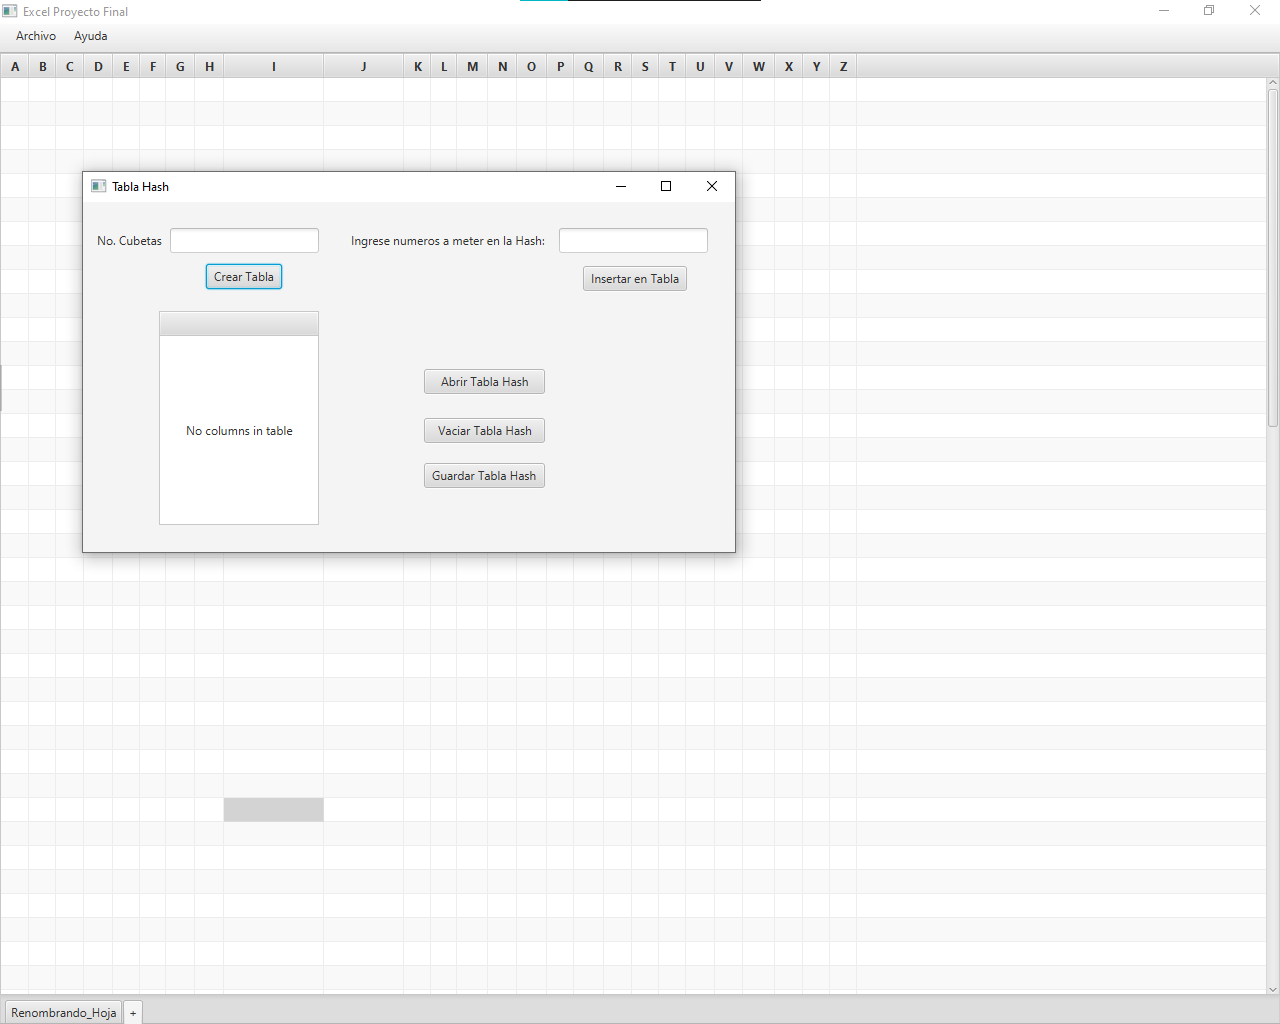 Excel Proyecto Final
Archivo Ayuda
A B C D E F G H I J K L M N O P Q R S T U V W X Y Z
Tabla Hash
No. Cubetas Ingrese numeros a meter en la Hash:
Crear Tabla Insertar en Tabla
Abrir Tabla Hash
No columns in table Vaciar Tabla Hash
Guardar Tabla Hash
Renombrando_Hoja +